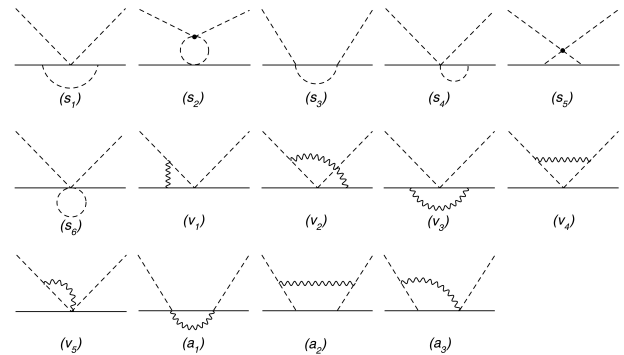 (s₁) (s₂) (s₃) (s₄) (s₅)
(s₆) (v₁) (v₂) (v₃) (v₄)
(v₅) (a₁) (a₂) (a₃)